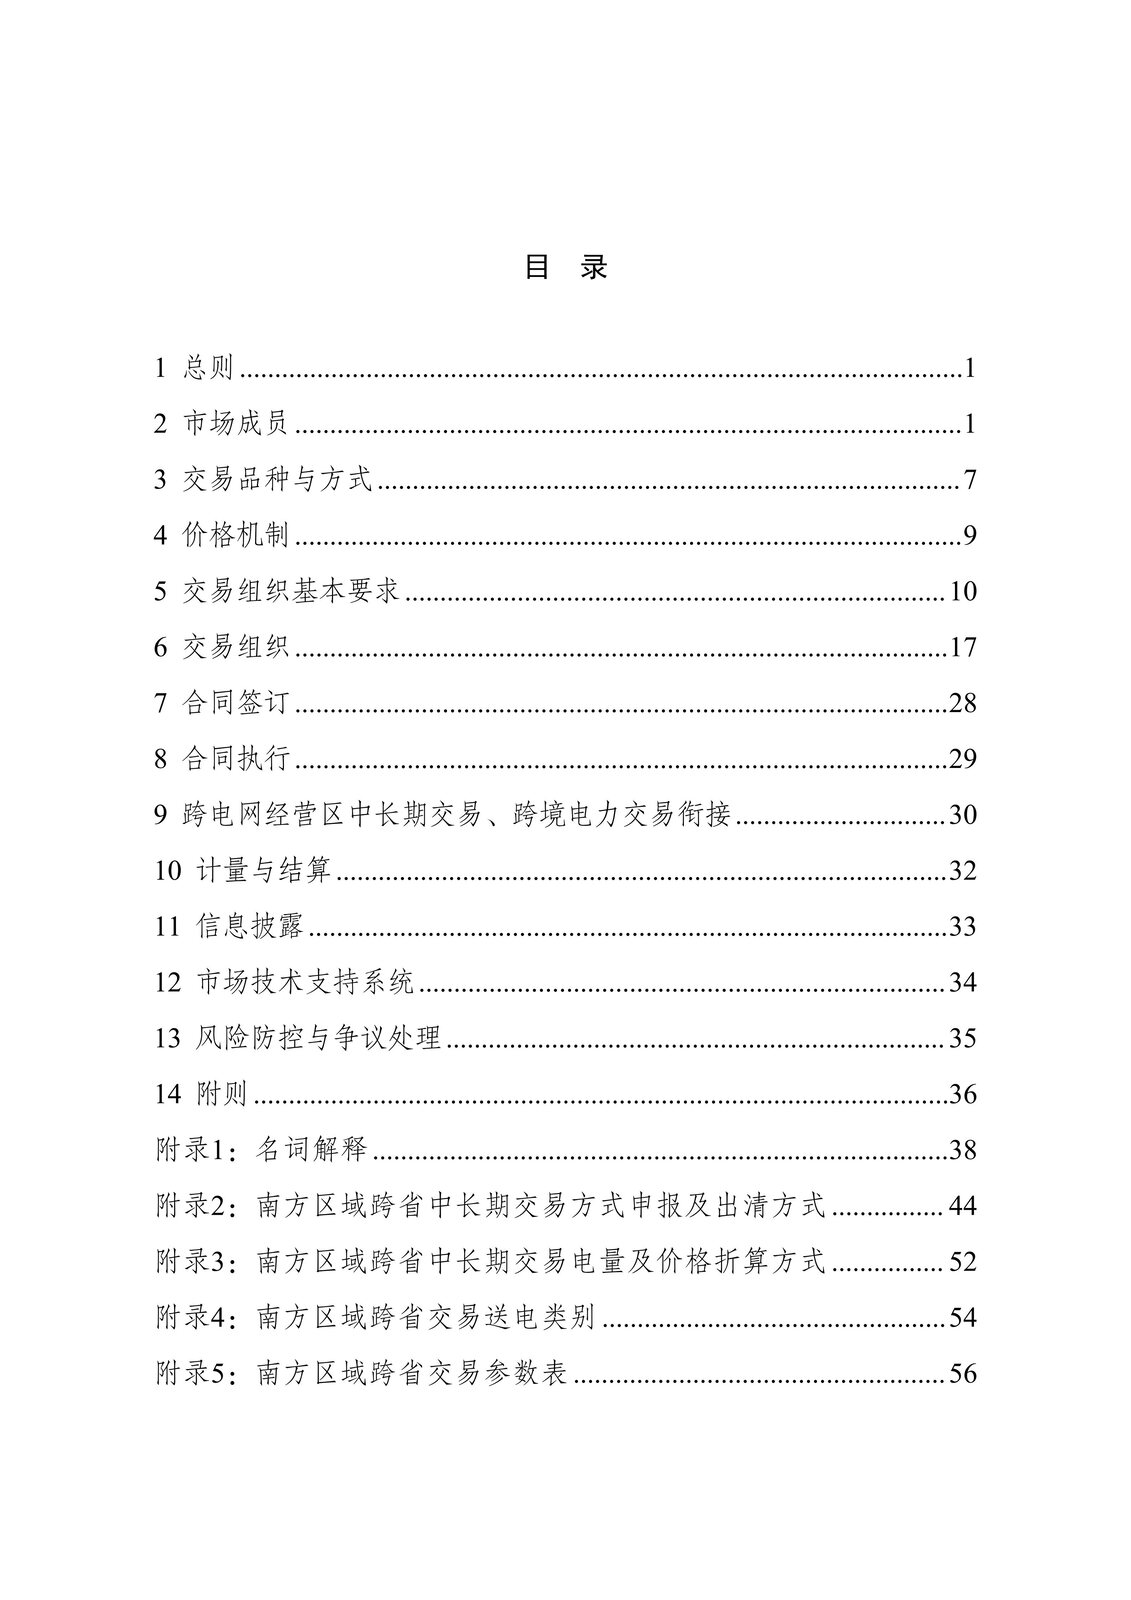 目 录
1 总则........................................1
2 市场成员........................................1
3 交易品种与方式........................................7
4 价格机制........................................9
5 交易组织基本要求........................................10
6 交易组织........................................17
7 合同签订........................................28
8 合同执行........................................29
9 跨电网经营区中长期交易、跨境电力交易衔接....................30
10 计量与结算........................................32
11 信息披露........................................33
12 市场技术支持系统........................................34
13 风险防控与争议处理........................................35
14 附则........................................36
附录1：名词解释........................................38
附录2：南方区域跨省中长期交易方式申报及出清方式................44
附录3：南方区域跨省中长期交易电量及价格折算方式................52
附录4：南方区域跨省交易送电类别........................................54
附录5：南方区域跨省交易参数表........................................56